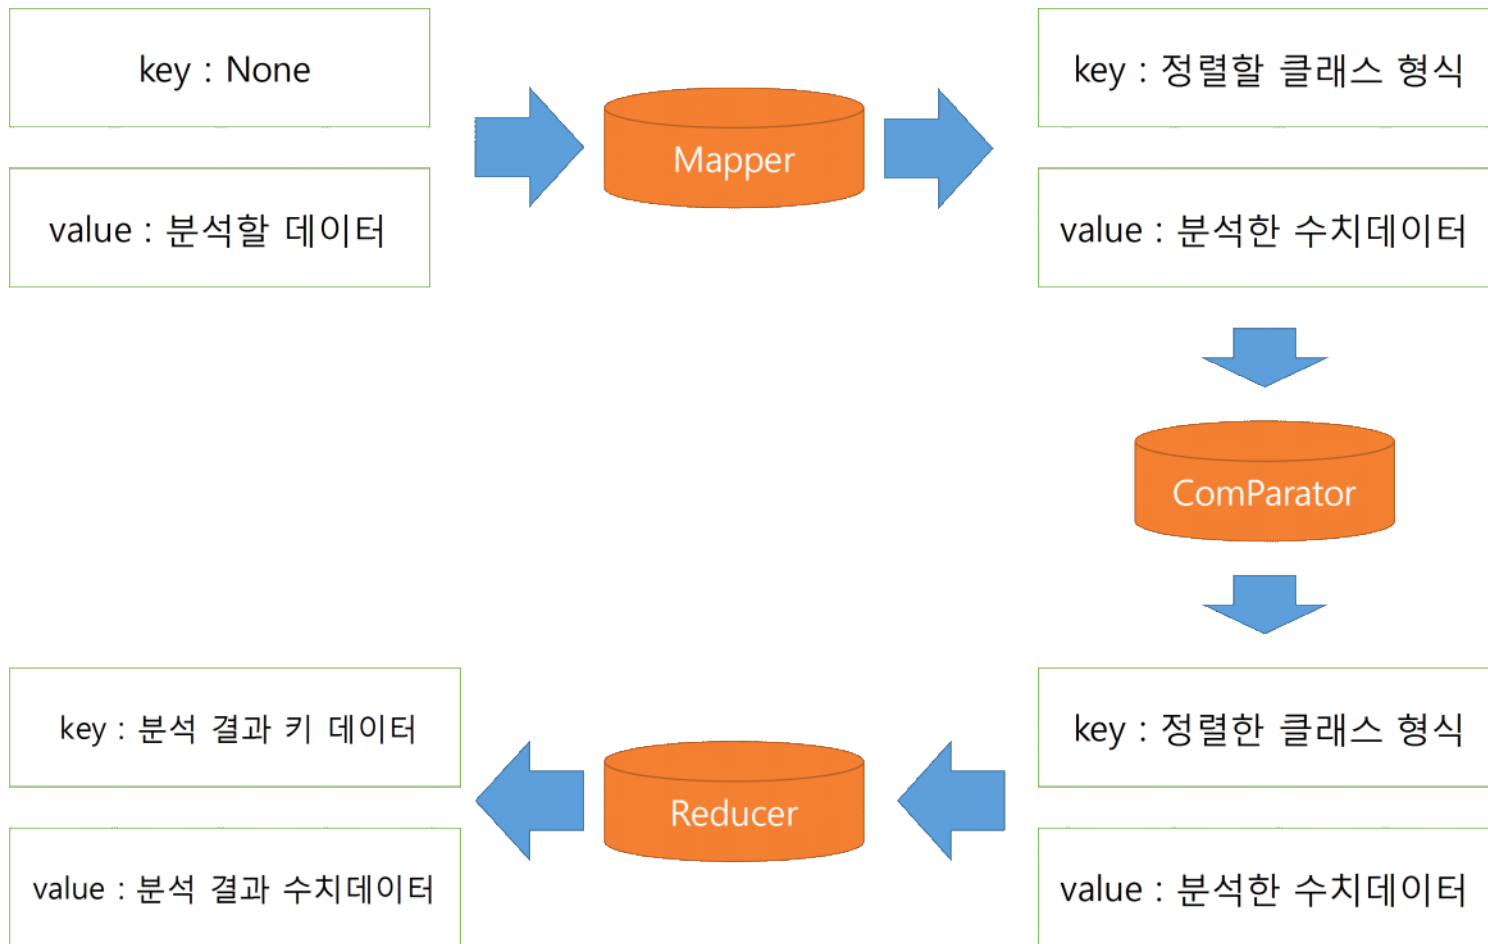 key : None
value : 분석할 데이터
Mapper
key : 정렬할 클래스 형식
value : 분석한 수치데이터
ComParator
key : 정렬한 클래스 형식
value : 분석한 수치데이터
Reducer
key : 분석 결과 키 데이터
value : 분석 결과 수치데이터